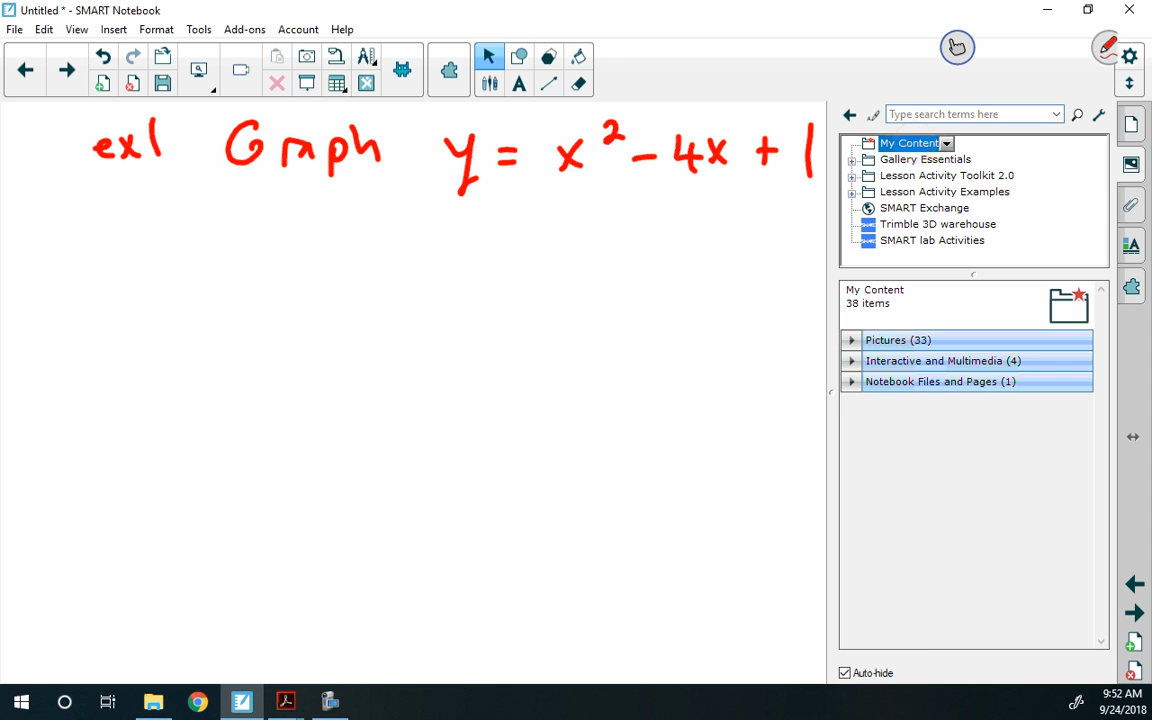 Untitled * - SMART Notebook
File Edit View Insert Format Tools Add-ons Account Help
ex1 Graph y = x² - 4x + 1
Type search terms here
My Content
Gallery Essentials
Lesson Activity Toolkit 2.0
Lesson Activity Examples
SMART Exchange
Trimble 3D warehouse
SMART lab Activities
My Content
38 items
Pictures (33)
Interactive and Multimedia (4)
Notebook Files and Pages (1)
Auto-hide
9:52 AM
9/24/2018